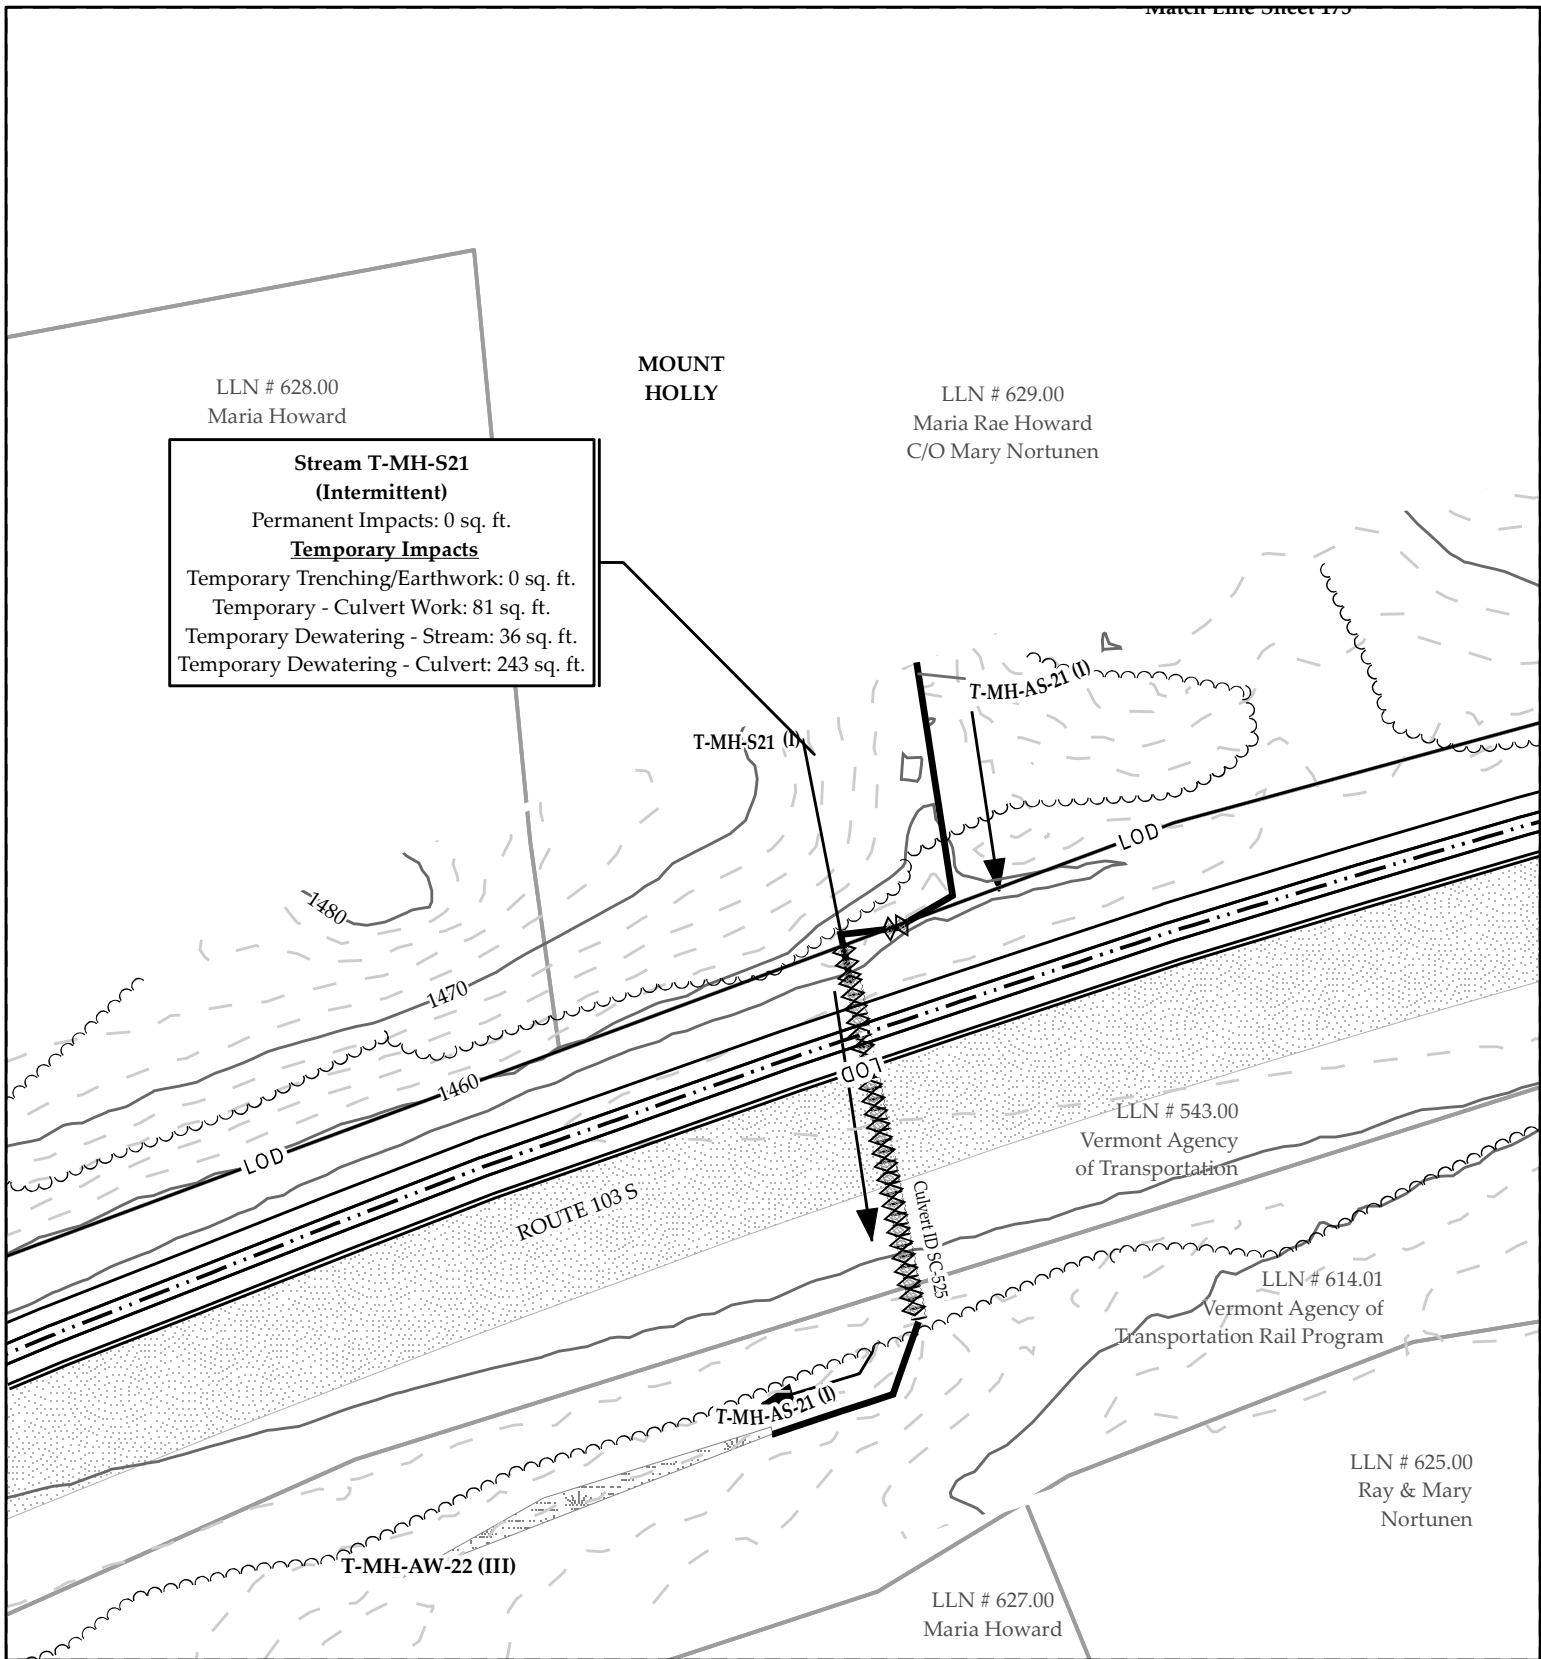 Match Line Sheet 175
MOUNT
HOLLY
LLN # 628.00
Maria Howard
LLN # 629.00
Maria Rae Howard
C/O Mary Nortunen
Stream T-MH-S21
(Intermittent)
Permanent Impacts: 0 sq. ft.
Temporary Impacts
Temporary Trenching/Earthwork: 0 sq. ft.
Temporary - Culvert Work: 81 sq. ft.
Temporary Dewatering - Stream: 36 sq. ft.
Temporary Dewatering - Culvert: 243 sq. ft.
T-MH-AS-21 (I)
T-MH-S21 (I)
LOD
1480
1470
1460
LOD
LOD
LLN # 543.00
Vermont Agency
of Transportation
ROUTE 103 S
Culvert ID SC-525
LLN # 614.01
Vermont Agency of
Transportation Rail Program
T-MH-AS-21 (I)
LLN # 625.00
Ray & Mary
Nortunen
T-MH-AW-22 (III)
LLN # 627.00
Maria Howard